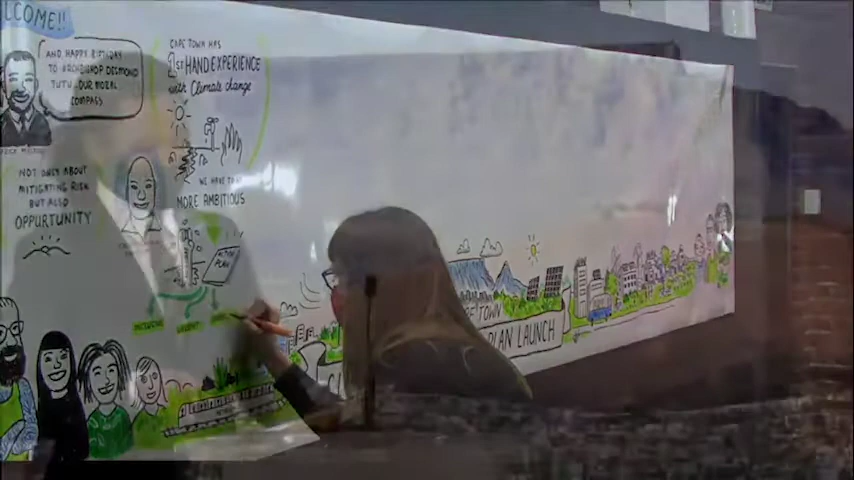 LCOME!!
AND HAPPY BIRTHDAY
TO ARCHBISHOP DESMOND
TUTU - OUR MORAL
COMPASS
CAPE TOWN HAS
1ST HAND EXPERIENCE
with Climate change
NOT ONLY ABOUT
MITIGATING RISK
BUT ALSO
OPPURTUNITY
WE HAVE TO
MORE AMBITIOUS
PLAN
TOWN
LAUNCH